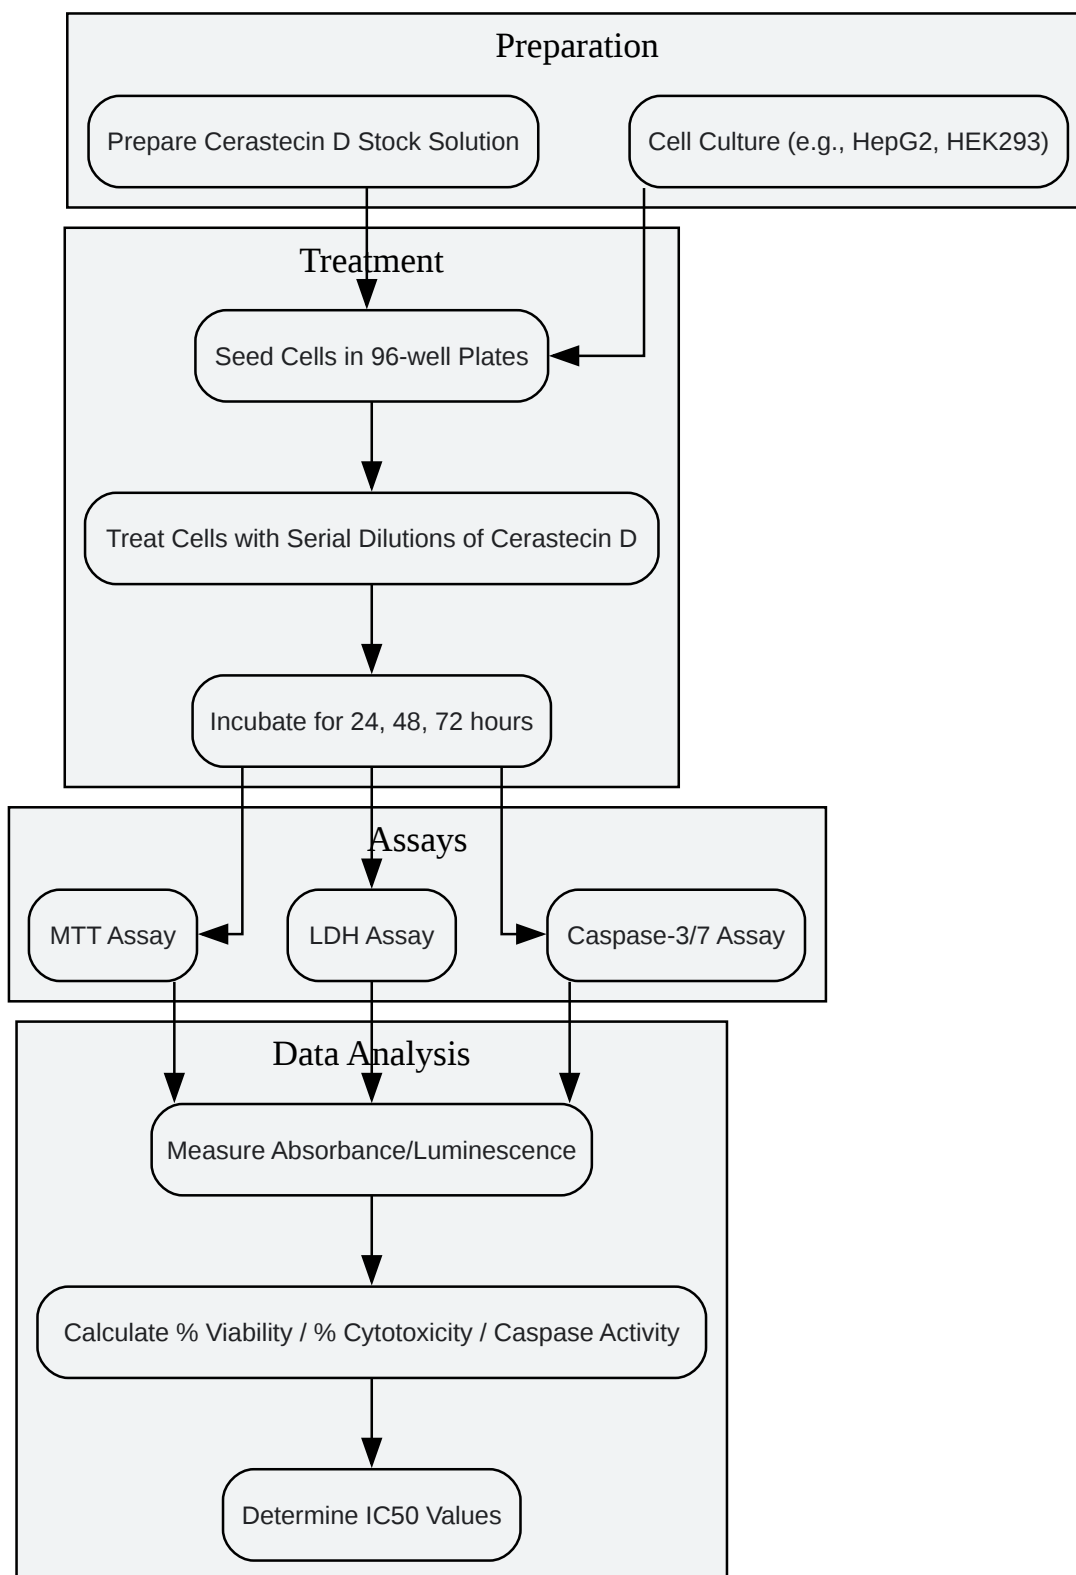 Preparation
Prepare Cerastecin D Stock Solution
Cell Culture (e.g., HepG2, HEK293)
Treatment
Seed Cells in 96-well Plates
Treat Cells with Serial Dilutions of Cerastecin D
Incubate for 24, 48, 72 hours
Assays
MTT Assay
LDH Assay
Caspase-3/7 Assay
Data Analysis
Measure Absorbance/Luminescence
Calculate % Viability / % Cytotoxicity / Caspase Activity
Determine IC50 Values